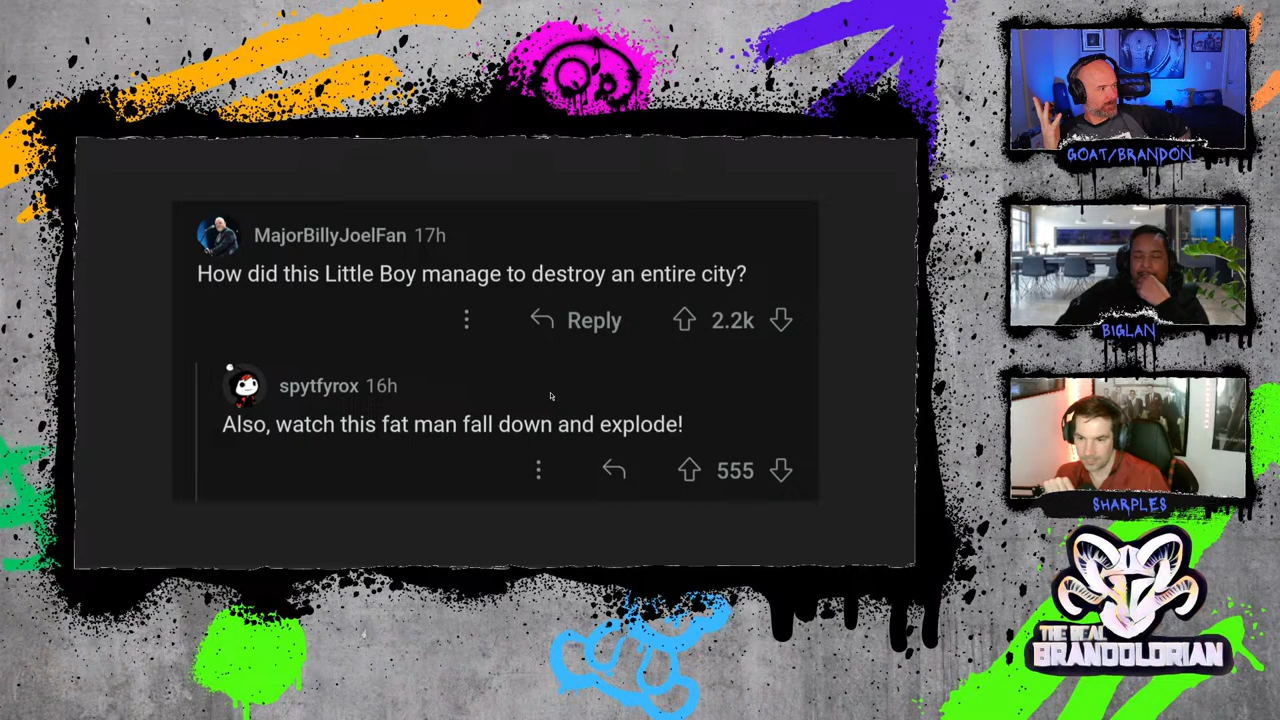 MajorBillyJoelFan 17h
How did this Little Boy manage to destroy an entire city?
Reply 2.2k
spytfyrox 16h
Also, watch this fat man fall down and explode!
555
GOAT/BRANDON
BIGLAN
SHARPLES
THE REAL
BRANDOLORIAN